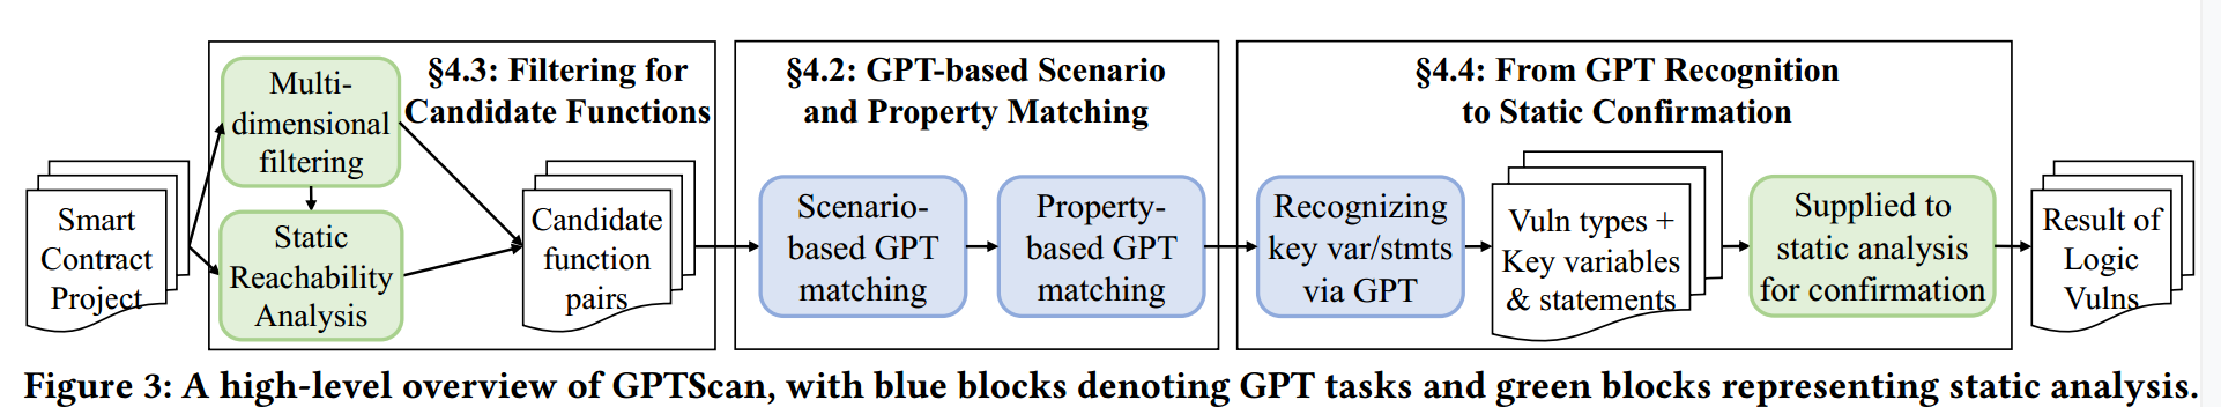 Smart
Contract
Project
§4.3: Filtering for
Candidate Functions
Multi-
dimensional
filtering
Static
Reachability
Analysis
Candidate
function
pairs
§4.2: GPT-based Scenario
and Property Matching
Scenario-
based GPT
matching
Property-
based GPT
matching
§4.4: From GPT Recognition
to Static Confirmation
Recognizing
key var/stmts
via GPT
Vuln types +
Key variables
& statements
Supplied to
static analysis
for confirmation
Result of
Logic
Vulns
Figure 3: A high-level overview of GPTScan, with blue blocks denoting GPT tasks and green blocks representing static analysis.